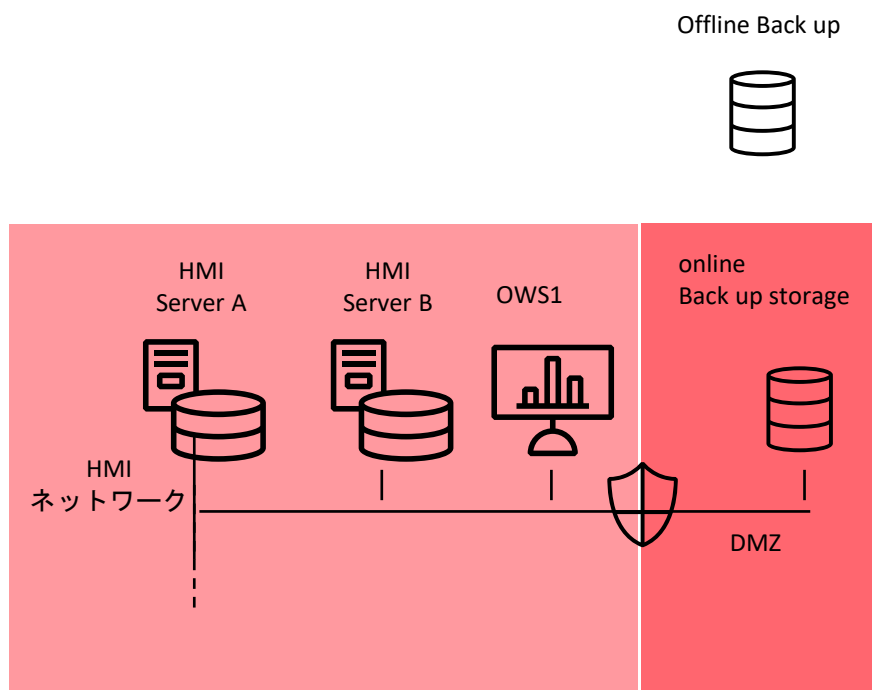 Offline Back up
HMI
Server A
HMI
Server B
OWS1
online
Back up storage
HMI
ネットワーク
DMZ